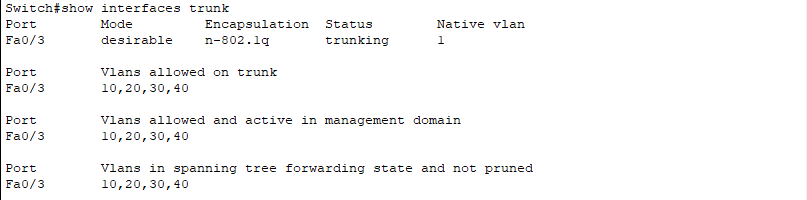 Switch#show interfaces trunk
Port        Mode         Encapsulation  Status        Native vlan
Fa0/3       desirable    n-802.1q       trunking      1
Port        Vlans allowed on trunk
Fa0/3       10,20,30,40
Port        Vlans allowed and active in management domain
Fa0/3       10,20,30,40
Port        Vlans in spanning tree forwarding state and not pruned
Fa0/3       10,20,30,40